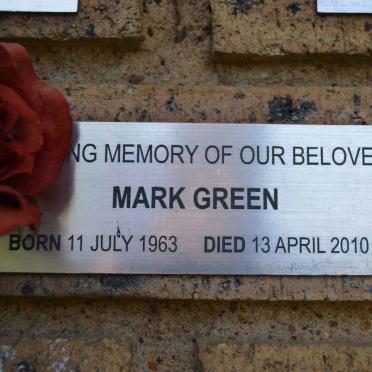 NG MEMORY OF OUR BELOVE
MARK GREEN
BORN 11 JULY 1963 DIED 13 APRIL 2010